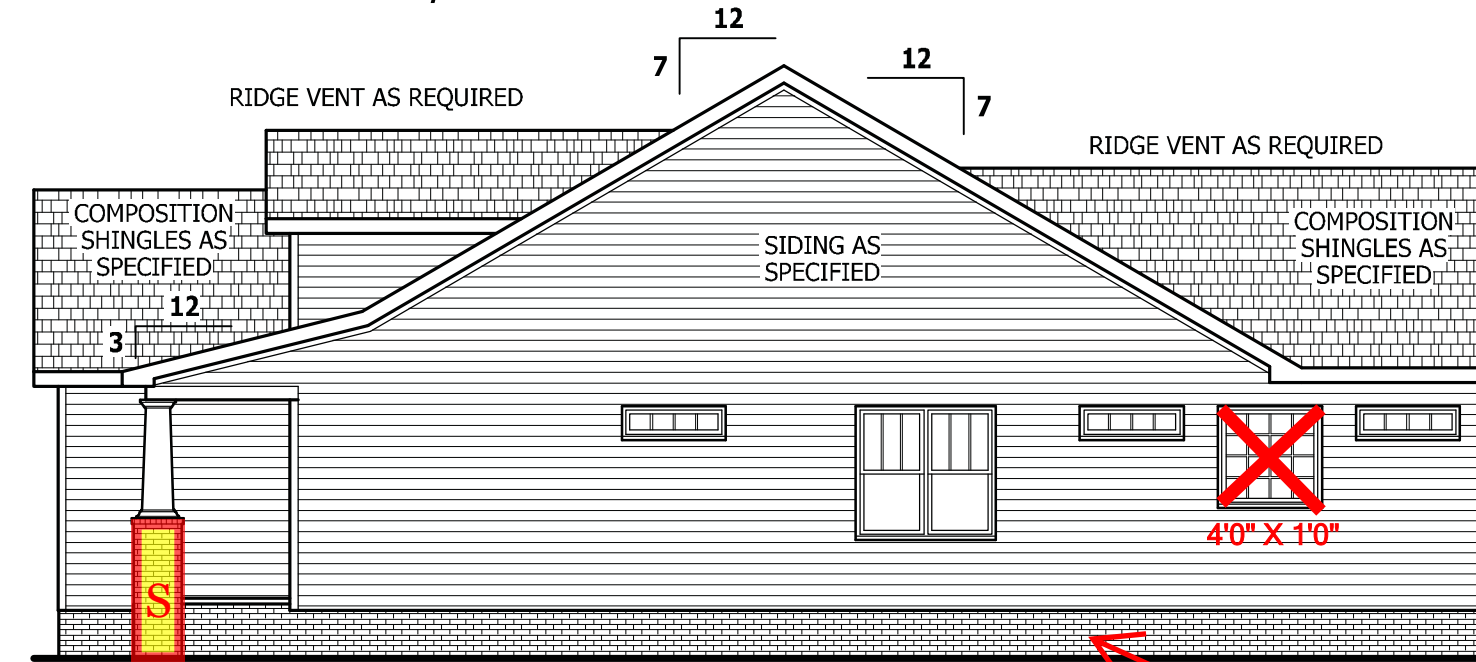 12
7
12
7
RIDGE VENT AS REQUIRED
RIDGE VENT AS REQUIRED
COMPOSITION
SHINGLES AS
SPECIFIED
SIDING AS
SPECIFIED
COMPOSITION
SHINGLES AS
SPECIFIED
12
3
4'0" X 1'0"
S